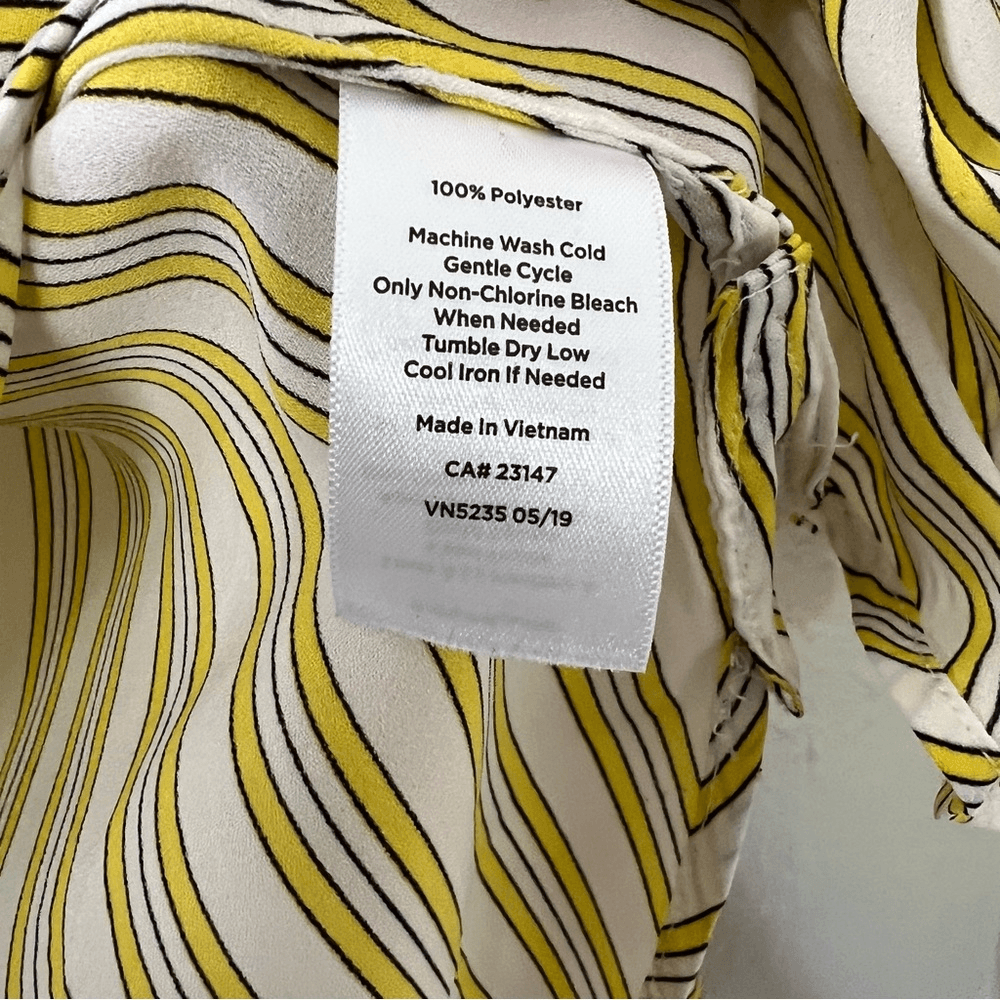 100% Polyester
Machine Wash Cold
Gentle Cycle
Only Non-Chlorine Bleach
When Needed
Tumble Dry Low
Cool Iron If Needed
Made In Vietnam
CA# 23147
VN5235 05/19